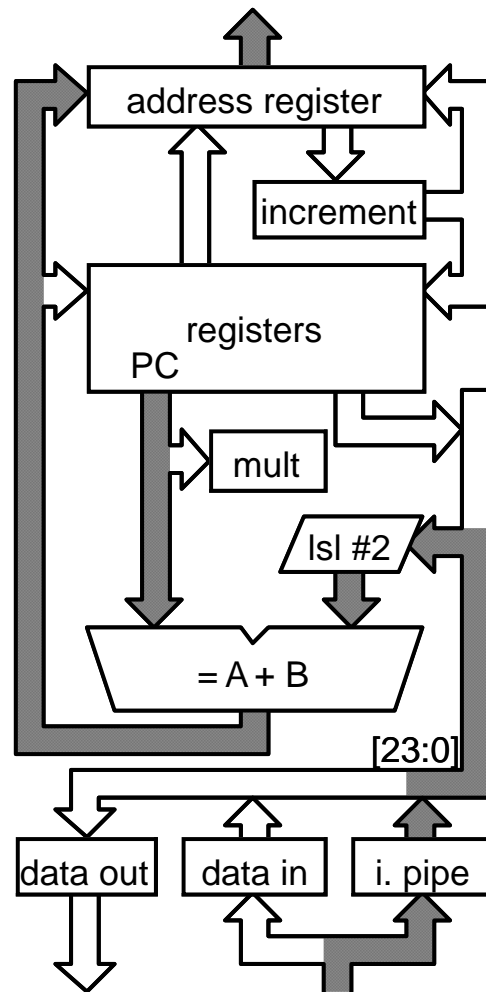 address register
increment
registers
PC
mult
lsl #2
= A + B
[23:0]
data out
data in
i. pipe